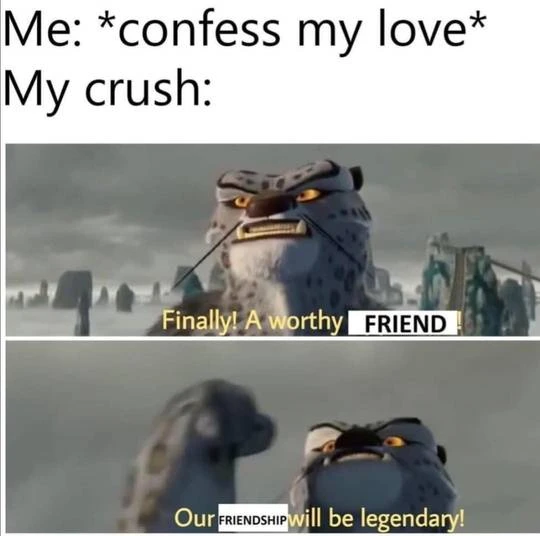 Me: *confess my love*
My crush:
Finally! A worthy FRIEND!
Our FRIENDSHIP will be legendary!